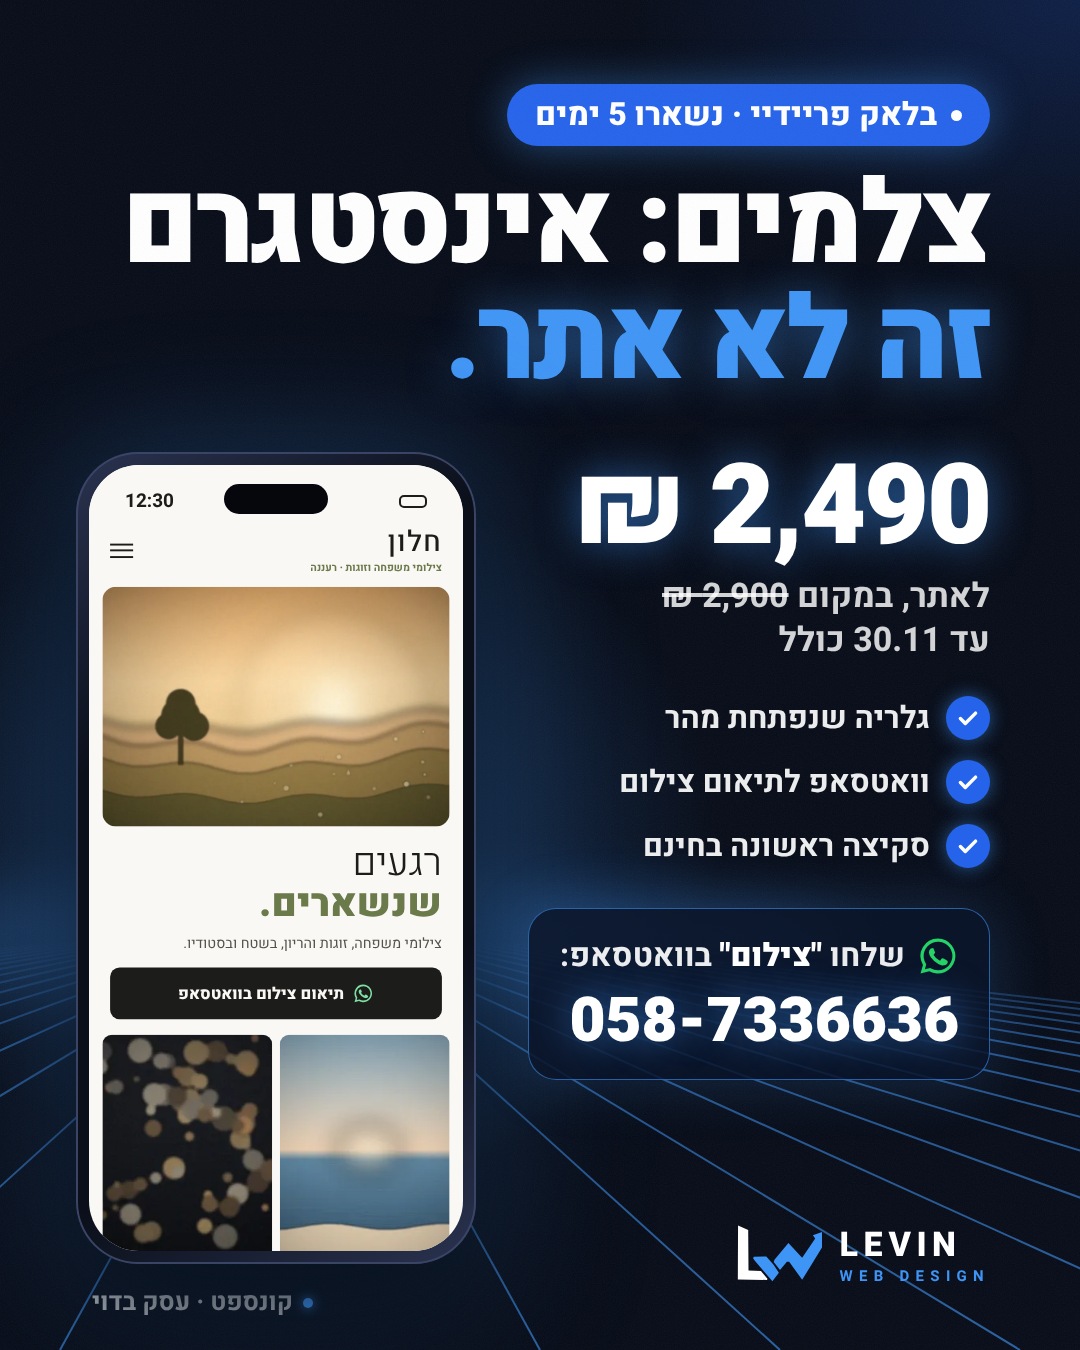 • בלאק פריידיי · נשארו 5 ימים
צלמים: אינסטגרם
זה לא אתר.
2,490 ₪
לאתר, במקום 2,900 ₪
עד 30.11 כולל
גלריה שנפתחת מהר
וואטסאפ לתיאום צילום
סקיצה ראשונה בחינם
שלחו "צילום" בוואטסאפ:
058-7336636
12:30
חלון
צילומי משפחה וזוגות · רעננה
רגעים
שנשארים.
צילומי משפחה, זוגות והריון, בשטח ובסטודיו.
תיאום צילום בוואטסאפ
LEVIN
WEB DESIGN
• קונספט · עסק בדוי